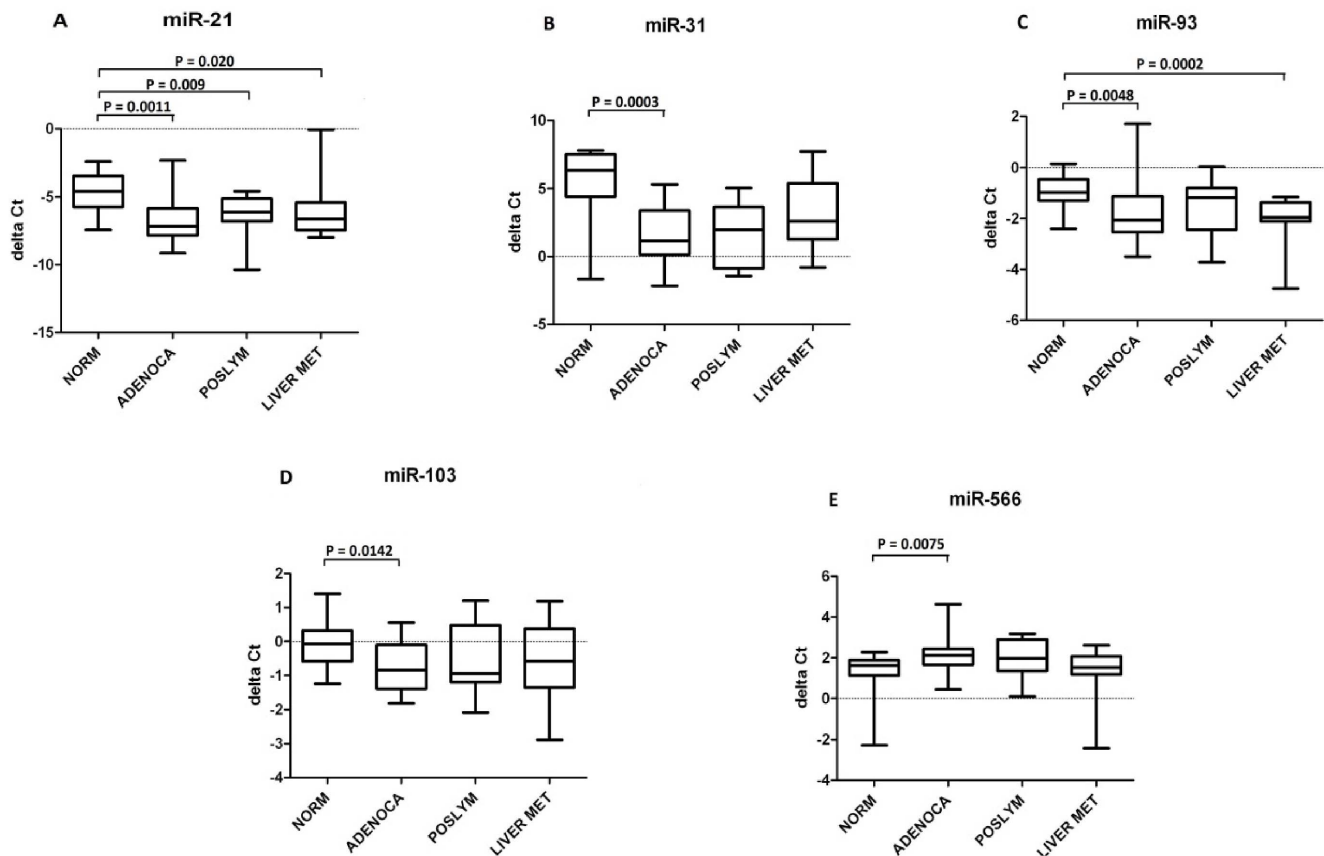 A miR-21
P = 0.020
P = 0.009
P = 0.0011
0
-5
-10
-15
delta Ct
NORM
ADENOCA
POSLYM
LIVER MET
B miR-31
P = 0.0003
10
5
0
-5
delta Ct
NORM
ADENOCA
POSLYM
LIVER MET
C miR-93
P = 0.0002
P = 0.0048
2
0
-2
-4
-6
delta Ct
NORM
ADENOCA
POSLYM
LIVER MET
D miR-103
P = 0.0142
2
1
0
-1
-2
-3
-4
delta Ct
NORM
ADENOCA
POSLYM
LIVER MET
E miR-566
P = 0.0075
6
4
2
0
-2
-4
delta Ct
NORM
ADENOCA
POSLYM
LIVER MET